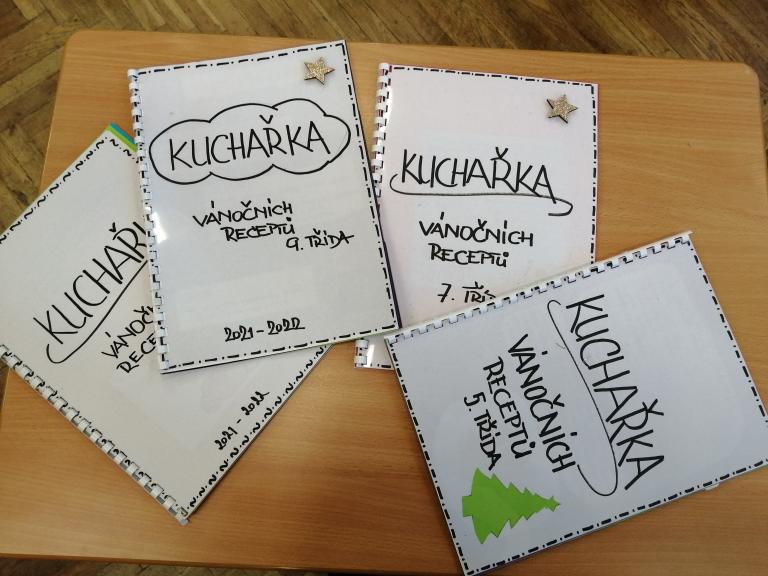 KUCHAŘKA
VÁNOČNÍCH
RECEPTŮ
9. TŘÍDA
2021-2022
KUCHAŘKA
VÁNOČNÍCH
RECEPTŮ
7. TŘÍ
KUCHAŘ
VÁNOČ
RECE
2021-2022
KUCHAŘKA
VÁNOČNÍCH
RECEPTŮ
5. TŘÍDA